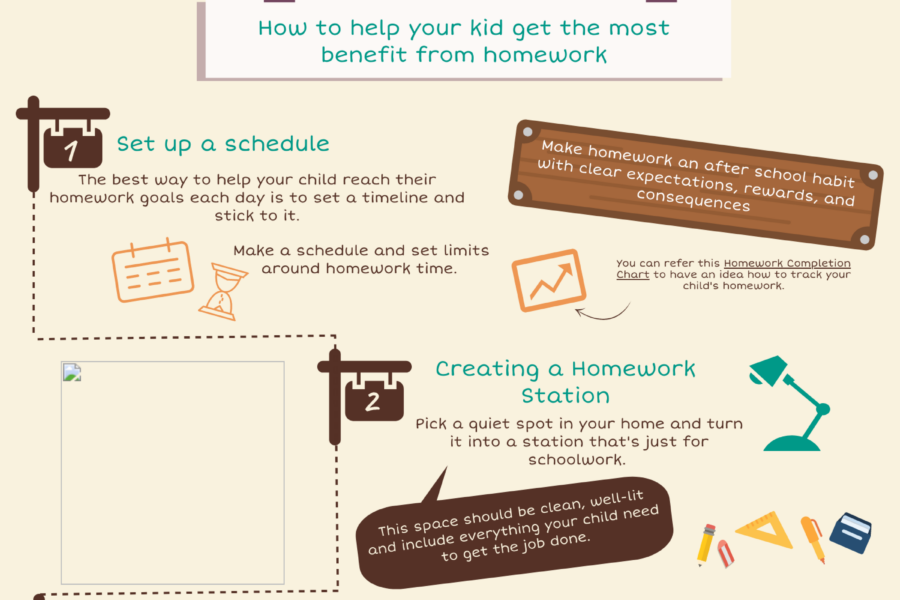 How to help your kid get the most
benefit from homework
1
Set up a schedule
The best way to help your child reach their
homework goals each day is to set a timeline and
stick to it.
Make a schedule and set limits
around homework time.
Make homework an after school habit
with clear expectations, rewards, and
consequences
You can refer this Homework Completion
Chart to have an idea how to track your
child's homework.
2
Creating a Homework
Station
Pick a quiet spot in your home and turn
it into a station that's just for
schoolwork.
This space should be clean, well-lit
and include everything your child need
to get the job done.